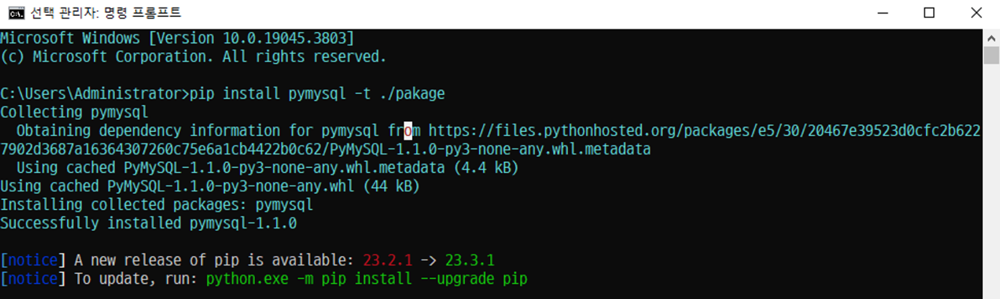 선택 관리자: 명령 프롬프트
Microsoft Windows [Version 10.0.19045.3803]
(c) Microsoft Corporation. All rights reserved.
C:\Users\Administrator>pip install pymysql -t ./pakage
Collecting pymysql
  Obtaining dependency information for pymysql from https://files.pythonhosted.org/packages/e5/30/20467e39523d0cfc2b622
7902d3687a16364307260c75e6a1cb4422b0c62/PyMySQL-1.1.0-py3-none-any.whl.metadata
  Using cached PyMySQL-1.1.0-py3-none-any.whl.metadata (4.4 kB)
Using cached PyMySQL-1.1.0-py3-none-any.whl (44 kB)
Installing collected packages: pymysql
Successfully installed pymysql-1.1.0
[notice] A new release of pip is available: 23.2.1 -> 23.3.1
[notice] To update, run: python.exe -m pip install --upgrade pip